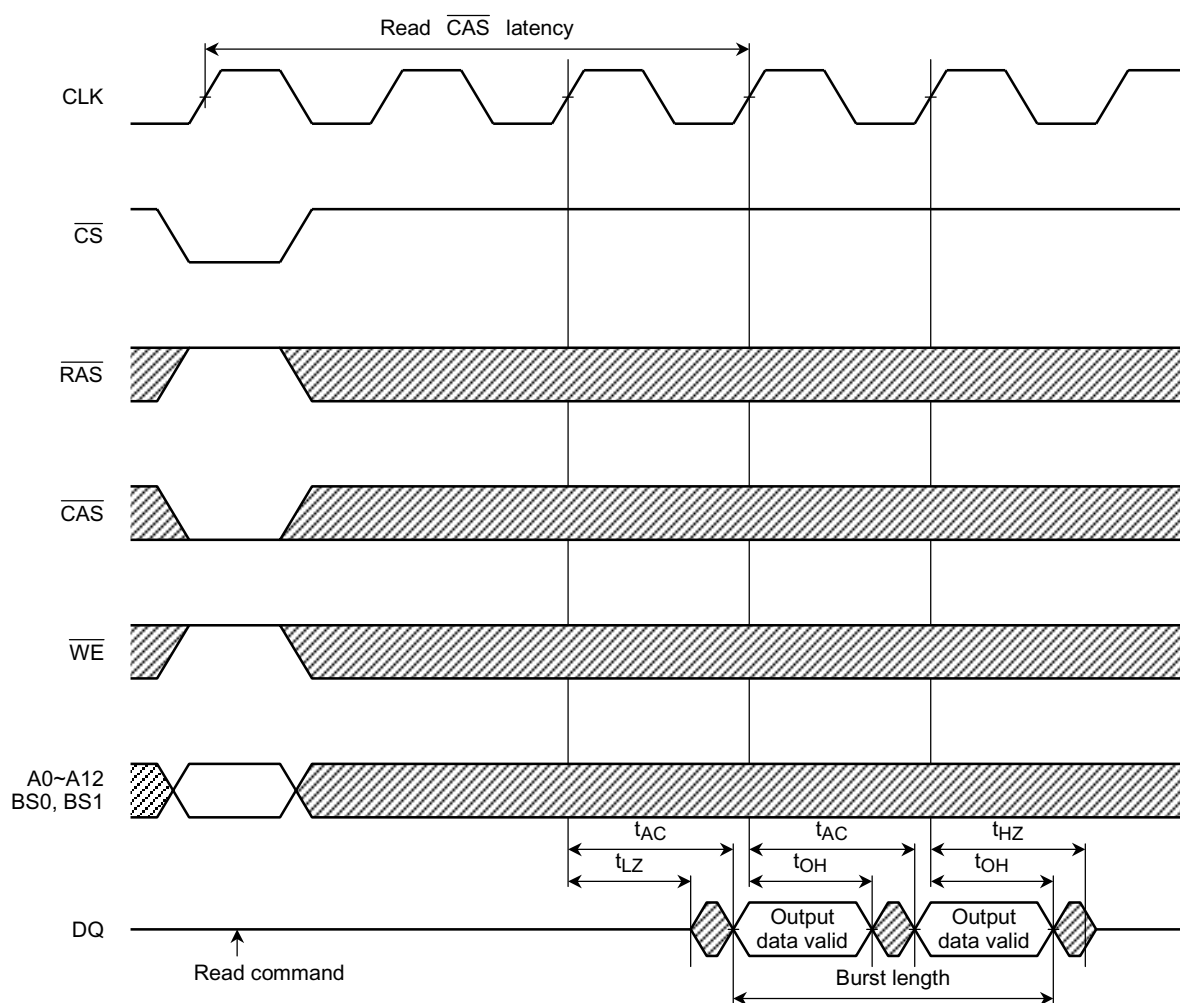 Read CAS latency
CLK
CS
RAS
CAS
WE
A0~A12
BS0, BS1
tAC
tAC
tHZ
tLZ
tOH
tOH
DQ
Output
data valid
Output
data valid
Read command
Burst length